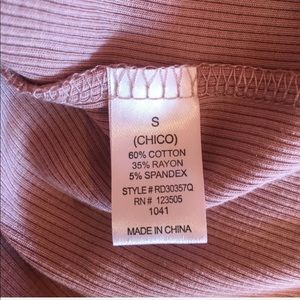 S
(CHICO)
60% COTTON
35% RAYON
5% SPANDEX
STYLE # RD30357Q
RN # 123505
1041
MADE IN CHINA